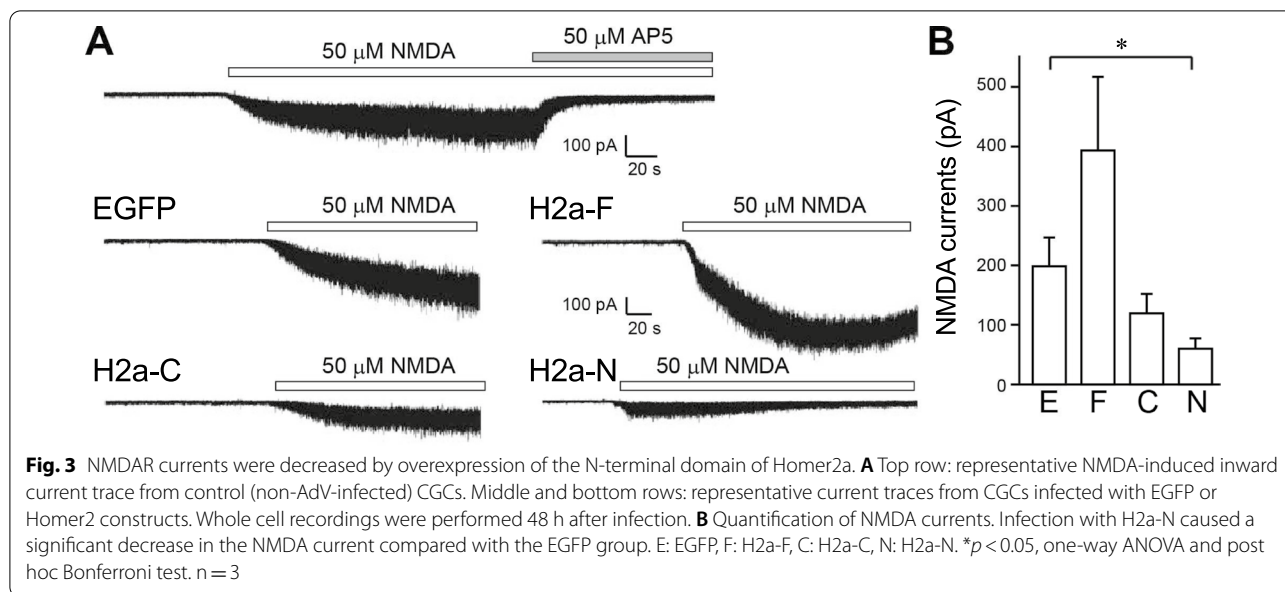 A
50 μM AP5
50 μM NMDA
100 pA
20 s
EGFP
50 μM NMDA
H2a-F
50 μM NMDA
100 pA
20 s
H2a-C
50 μM NMDA
H2a-N
50 μM NMDA
B
*
NMDA currents (pA)
500
400
300
200
100
0
E F C N
Fig. 3 NMDAR currents were decreased by overexpression of the N-terminal domain of Homer2a. A Top row: representative NMDA-induced inward
current trace from control (non-AdV-infected) CGCs. Middle and bottom rows: representative current traces from CGCs infected with EGFP or
Homer2 constructs. Whole cell recordings were performed 48 h after infection. B Quantification of NMDA currents. Infection with H2a-N caused a
significant decrease in the NMDA current compared with the EGFP group. E: EGFP, F: H2a-F, C: H2a-C, N: H2a-N. *p < 0.05, one-way ANOVA and post
hoc Bonferroni test. n = 3